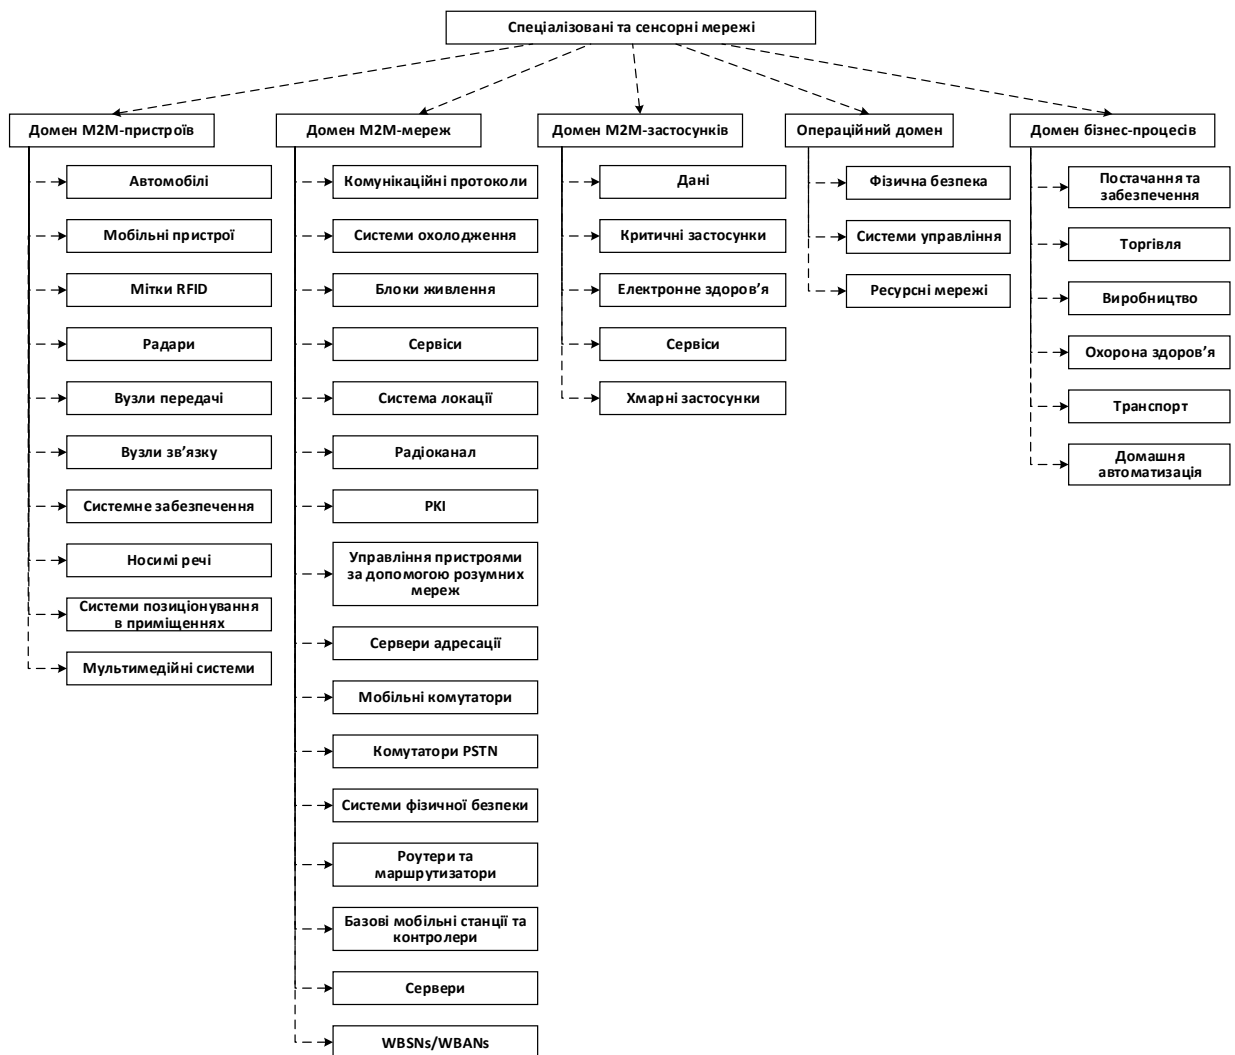 Спеціалізовані та сенсорні мережі
Домен М2М-пристроїв
Автомобілі
Мобільні пристрої
Мітки RFID
Радари
Вузли передачі
Вузли зв’язку
Системне забезпечення
Носимі речі
Системи позиціонування
в приміщеннях
Мультимедійні системи
Домен М2М-мереж
Комунікаційні протоколи
Системи охолодження
Блоки живлення
Сервіси
Система локації
Радіоканал
PKI
Управління пристроями
за допомогою розумних
мереж
Сервери адресації
Мобільні комутатори
Комутатори PSTN
Системи фізичної безпеки
Роутери та
маршрутизатори
Базові мобільні станції та
контролери
Сервери
WBSNs/WBANs
Домен М2М-застосунків
Дані
Критичні застосунки
Електронне здоров’я
Сервіси
Хмарні застосунки
Операційний домен
Фізична безпека
Системи управління
Ресурсні мережі
Домен бізнес-процесів
Постачання та
забезпечення
Торгівля
Виробництво
Охорона здоров’я
Транспорт
Домашня
автоматизація